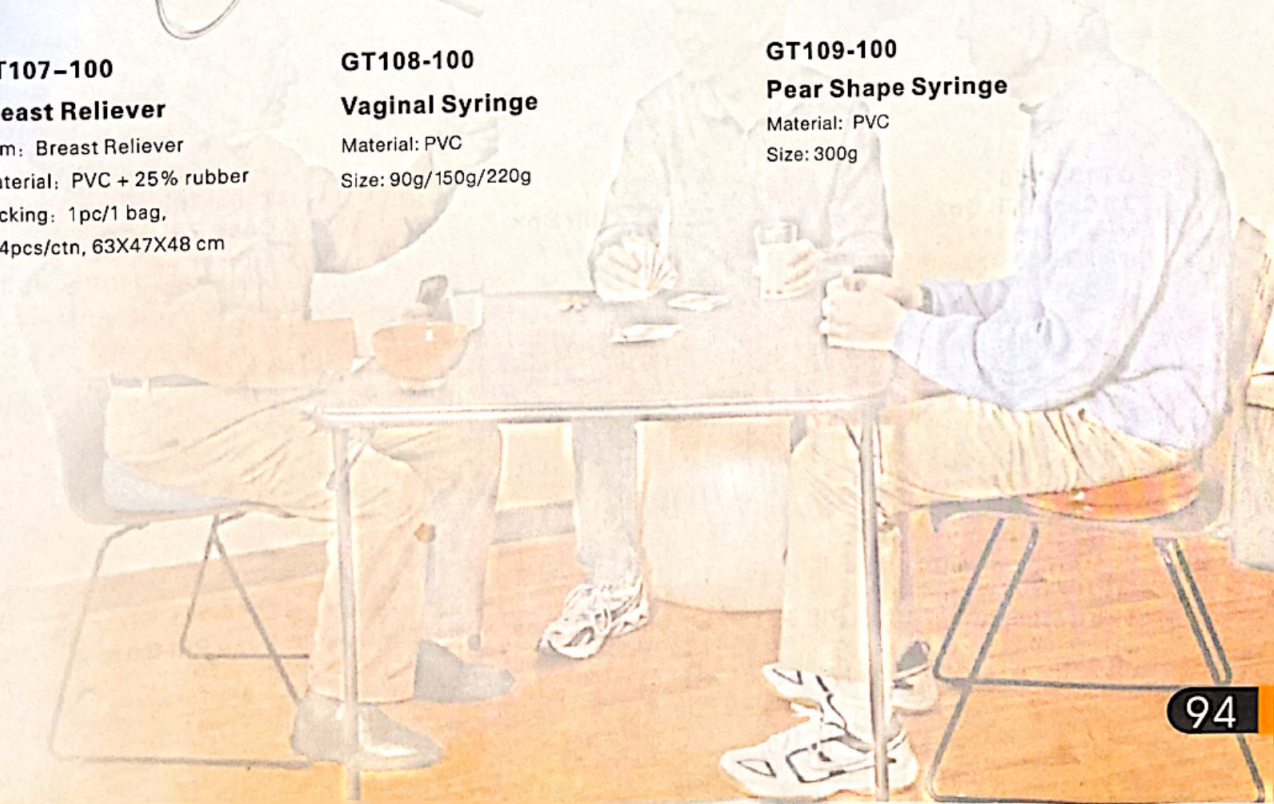 T107–100
east Reliever
m: Breast Reliever
aterial: PVC + 25% rubber
cking: 1pc/1 bag,
4pcs/ctn, 63X47X48 cm
GT108-100
Vaginal Syringe
Material: PVC
Size: 90g/150g/220g
GT109-100
Pear Shape Syringe
Material: PVC
Size: 300g
94